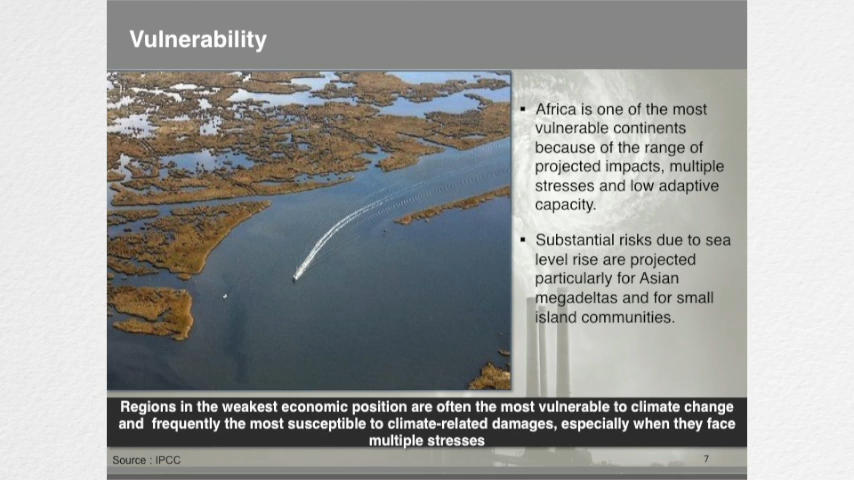 Vulnerability
▪ Africa is one of the most
vulnerable continents
because of the range of
projected impacts, multiple
stresses and low adaptive
capacity.
▪ Substantial risks due to sea
level rise are projected
particularly for Asian
megadeltas and for small
island communities.
Regions in the weakest economic position are often the most vulnerable to climate change
and frequently the most susceptible to climate-related damages, especially when they face
multiple stresses
Source : IPCC
7